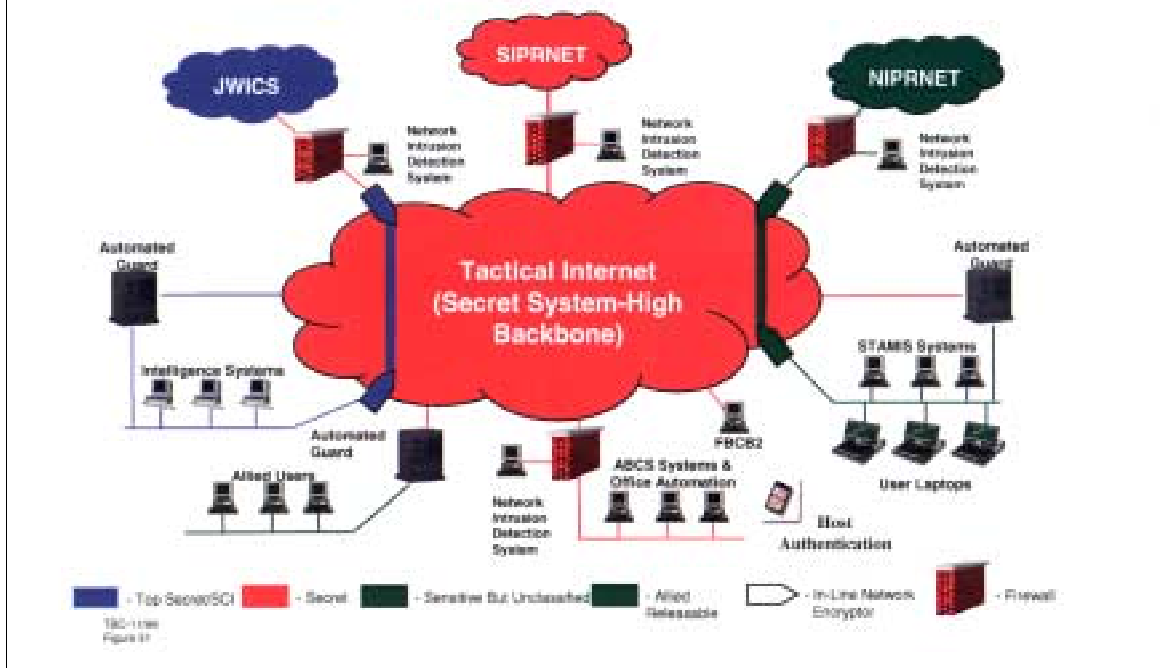 SIPRNET
JWICS
NIPRNET
Network
Intrusion
Detection
System
Network
Intrusion
Detection
System
Network
Intrusion
Detection
System
Automated
Guard
Automated
Guard
Tactical Internet
(Secret System-High
Backbone)
STAMIS Systems
Intelligence Systems
FBCB2
Automated
Guard
ABCS Systems &
Office Automation
Allied Users
User Laptops
Network
Intrusion
Detection
System
Host
Authentication
- Top Secret/SCI
- Secret
- Sensitive But Unclassified
- Allied
Releasable
- In-Line Network
Encryptor
- Firewall
Figure